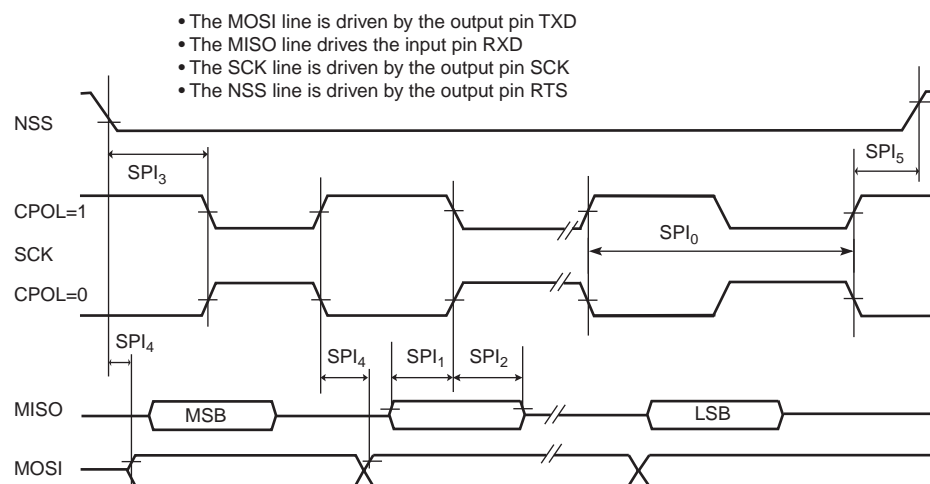 • The MOSI line is driven by the output pin TXD
• The MISO line drives the input pin RXD
• The SCK line is driven by the output pin SCK
• The NSS line is driven by the output pin RTS
NSS
SPI3
SPI5
CPOL=1
SPI0
SCK
CPOL=0
SPI4
SPI4
SPI1
SPI2
MISO
MSB
LSB
MOSI